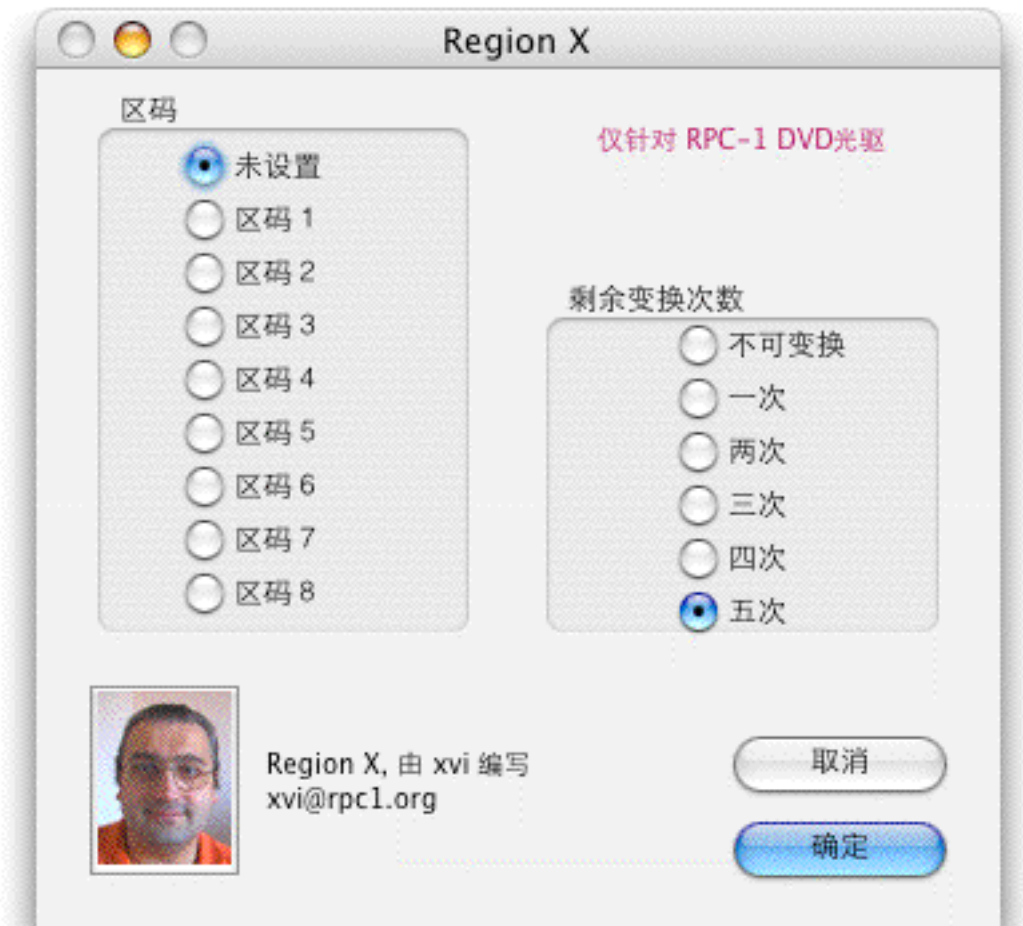 Region X
区码
未设置
区码 1
区码 2
区码 3
区码 4
区码 5
区码 6
区码 7
区码 8
仅针对 RPC-1 DVD光驱
剩余变换次数
不可变换
一次
两次
三次
四次
五次
Region X, 由 xvi 编写
xvi@rpc1.org
取消
确定